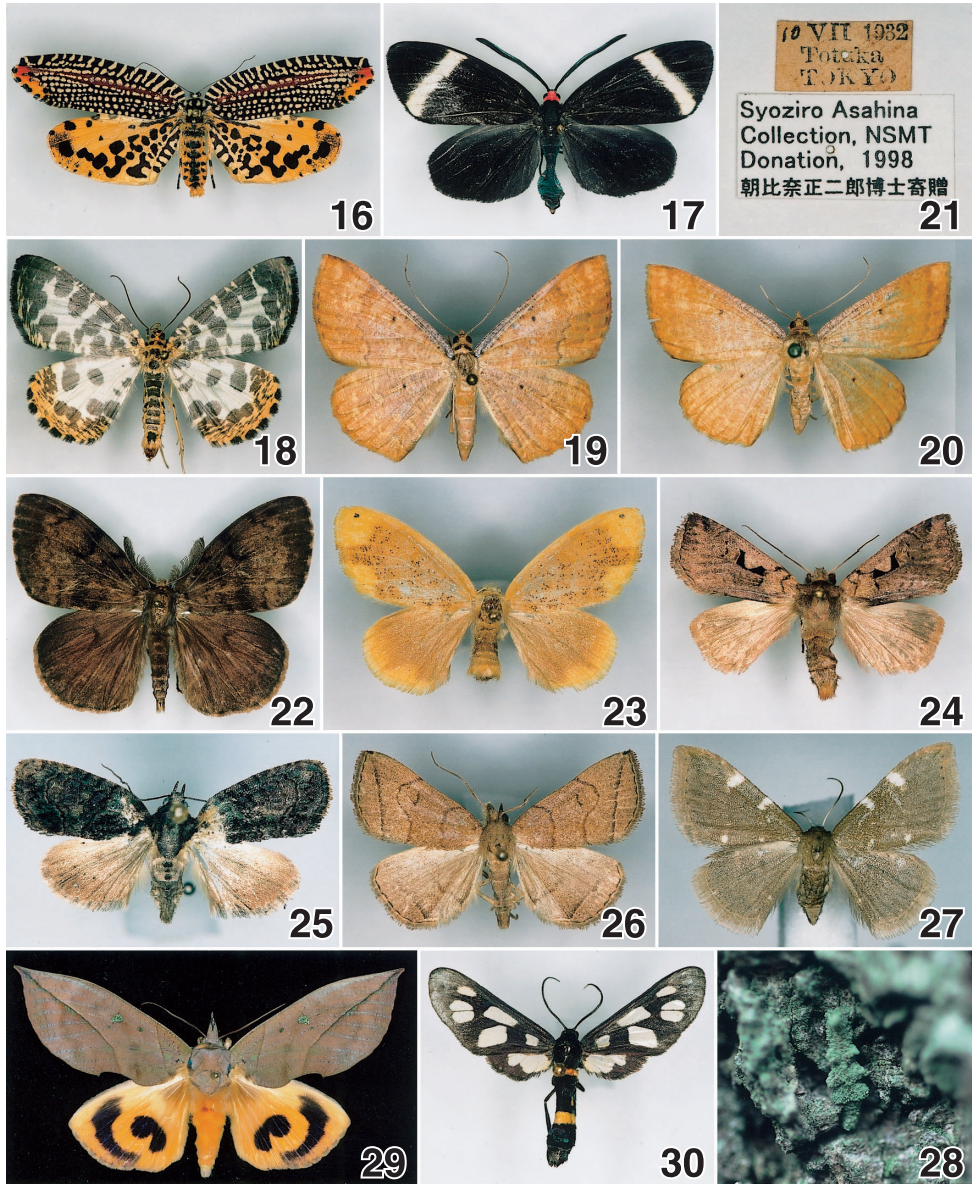 16
17
10 VII 1932
Totuka
TOKYO
Syoziro Asahina
Collection, NSMT
Donation, 1998
朝比奈正二郎博士寄贈
21
18
19
20
22
23
24
25
26
27
29
30
28